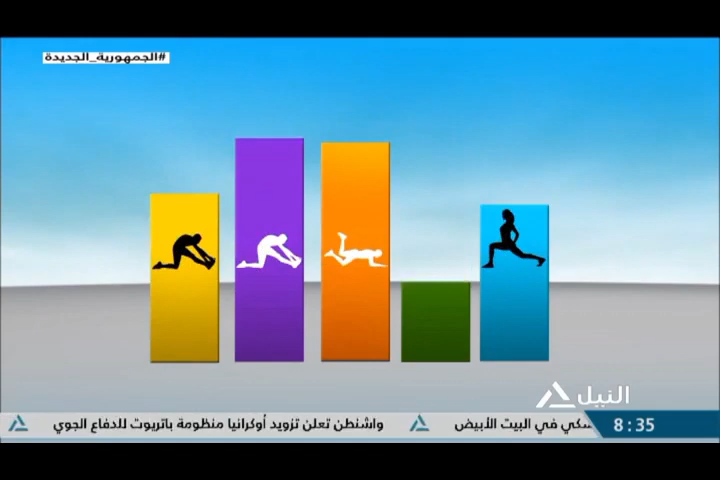 #الجمهورية_الجديدة
النيل
8:35
في البيت الأبيض
واشنطن تعلن تزويد أوكرانيا منظومة باتريوت للدفاع الجوي